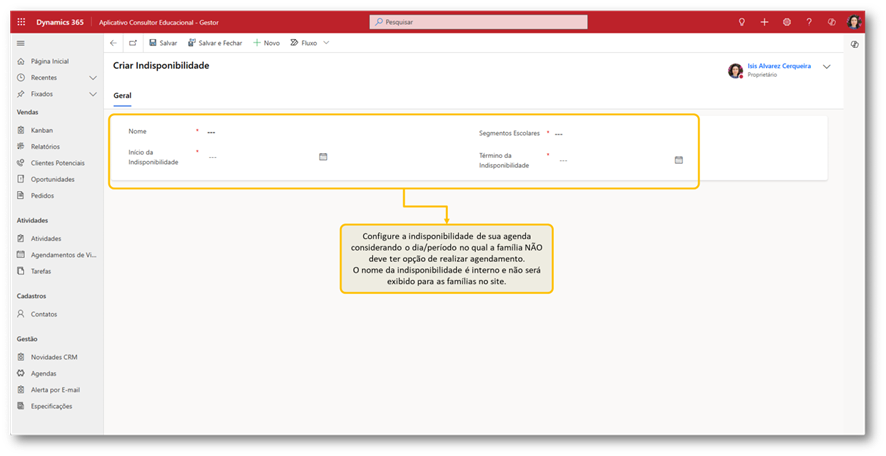 Dynamics 365 Aplicativo Consultor Educacional - Gestor Pesquisar
Salvar Salvar e Fechar Novo Fluxo
Criar Indisponibilidade
Isis Alvarez Cerqueira
Proprietário
Geral
Página Inicial
Recentes
Fixados
Vendas
Kanban
Relatórios
Clientes Potenciais
Oportunidades
Pedidos
Atividades
Atividades
Agendamentos de Vi...
Tarefas
Cadastros
Contatos
Gestão
Novidades CRM
Agendas
Alerta por E-mail
Especificações
Nome * ---
Segmentos Escolares * ---
Início da
Indisponibilidade * ---
Término da
Indisponibilidade * ---
Configure a indisponibilidade de sua agenda
considerando o dia/período no qual a família NÃO
deve ter opção de realizar agendamento.
O nome da indisponibilidade é interno e não será
exibido para as famílias no site.